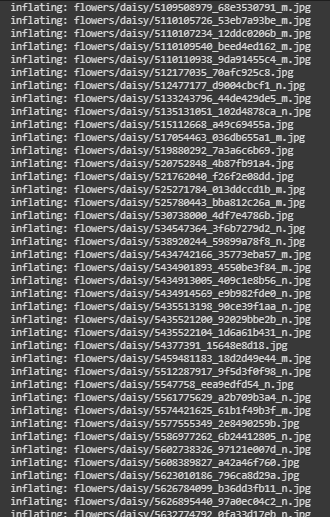 inflating: flowers/daisy/5109508979_68e3530791_m.jpg
inflating: flowers/daisy/5110105726_53eb7a93be_m.jpg
inflating: flowers/daisy/5110107234_12ddc0206b_m.jpg
inflating: flowers/daisy/5110109540_beed4ed162_m.jpg
inflating: flowers/daisy/5110110938_9da91455c4_m.jpg
inflating: flowers/daisy/512177035_70afc925c8.jpg
inflating: flowers/daisy/512477177_d9004cbcf1_n.jpg
inflating: flowers/daisy/5133243796_44de429de5_m.jpg
inflating: flowers/daisy/5135131051_102d4878ca_n.jpg
inflating: flowers/daisy/515112668_a49c69455a.jpg
inflating: flowers/daisy/517054463_036db655a1_m.jpg
inflating: flowers/daisy/519880292_7a3a6c6b69.jpg
inflating: flowers/daisy/520752848_4b87fb91a4.jpg
inflating: flowers/daisy/521762040_f26f2e08dd.jpg
inflating: flowers/daisy/525271784_013ddccd1b_m.jpg
inflating: flowers/daisy/525780443_bba812c26a_m.jpg
inflating: flowers/daisy/530738000_4df7e4786b.jpg
inflating: flowers/daisy/534547364_3f6b7279d2_n.jpg
inflating: flowers/daisy/538920244_59899a78f8_n.jpg
inflating: flowers/daisy/5434742166_35773eba57_m.jpg
inflating: flowers/daisy/5434901893_4550be3f84_m.jpg
inflating: flowers/daisy/5434913005_409c1e8b56_n.jpg
inflating: flowers/daisy/5434914569_e9b982fde0_n.jpg
inflating: flowers/daisy/5435513198_90ce39f1aa_n.jpg
inflating: flowers/daisy/5435521200_92029bbe2b_n.jpg
inflating: flowers/daisy/5435522104_1d6a61b431_n.jpg
inflating: flowers/daisy/54377391_15648e8d18.jpg
inflating: flowers/daisy/5459481183_18d2d49e44_m.jpg
inflating: flowers/daisy/5512287917_9f5d3f0f98_n.jpg
inflating: flowers/daisy/5547758_eea9edfd54_n.jpg
inflating: flowers/daisy/5561775629_a2b709b3a4_n.jpg
inflating: flowers/daisy/5574421625_61b1f49b3f_m.jpg
inflating: flowers/daisy/5577555349_2e8490259b.jpg
inflating: flowers/daisy/5586977262_6b24412805_n.jpg
inflating: flowers/daisy/5602738326_97121e007d_n.jpg
inflating: flowers/daisy/5608389827_a42a46f760.jpg
inflating: flowers/daisy/5623010186_796ca8d29a.jpg
inflating: flowers/daisy/5626784099_b36dd3fb11_n.jpg
inflating: flowers/daisy/5626895440_97a0ec04c2_n.jpg
inflating: flowers/daisy/5632774792_0fa33d17eb_n.jpg